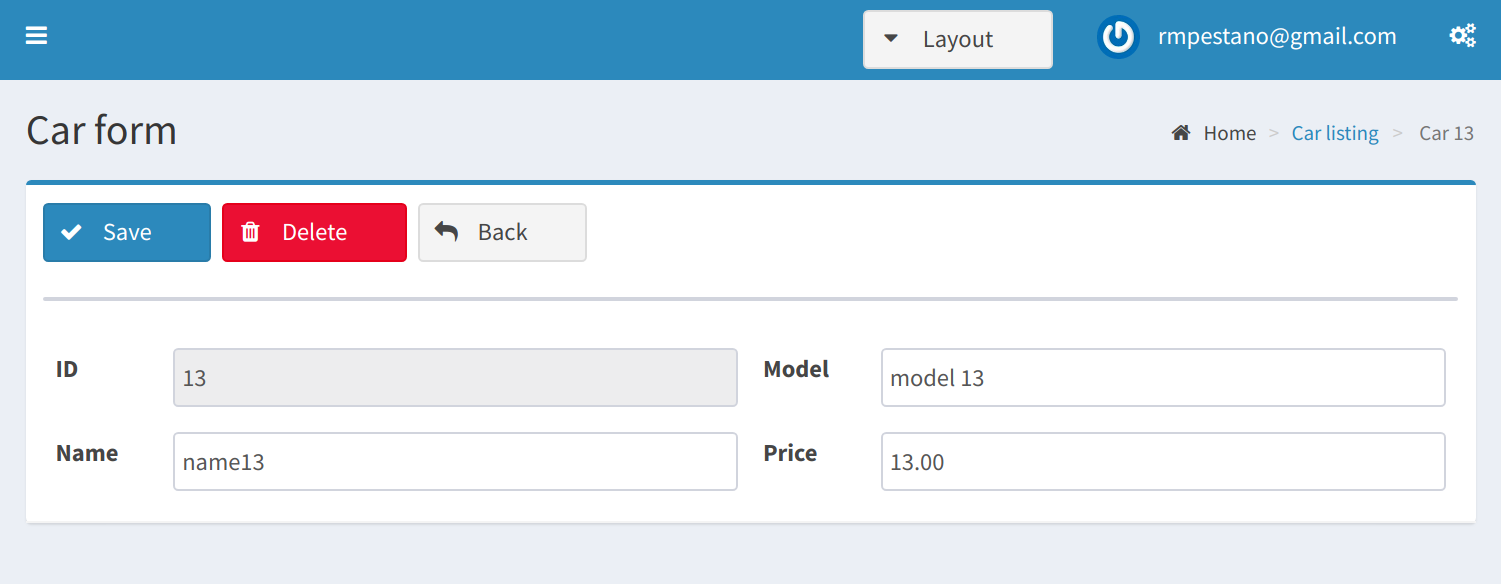 Layout rmpestano@gmail.com
Car form
Home > Car listing > Car 13
Save Delete Back
ID 13 Model model 13
Name name13 Price 13.00